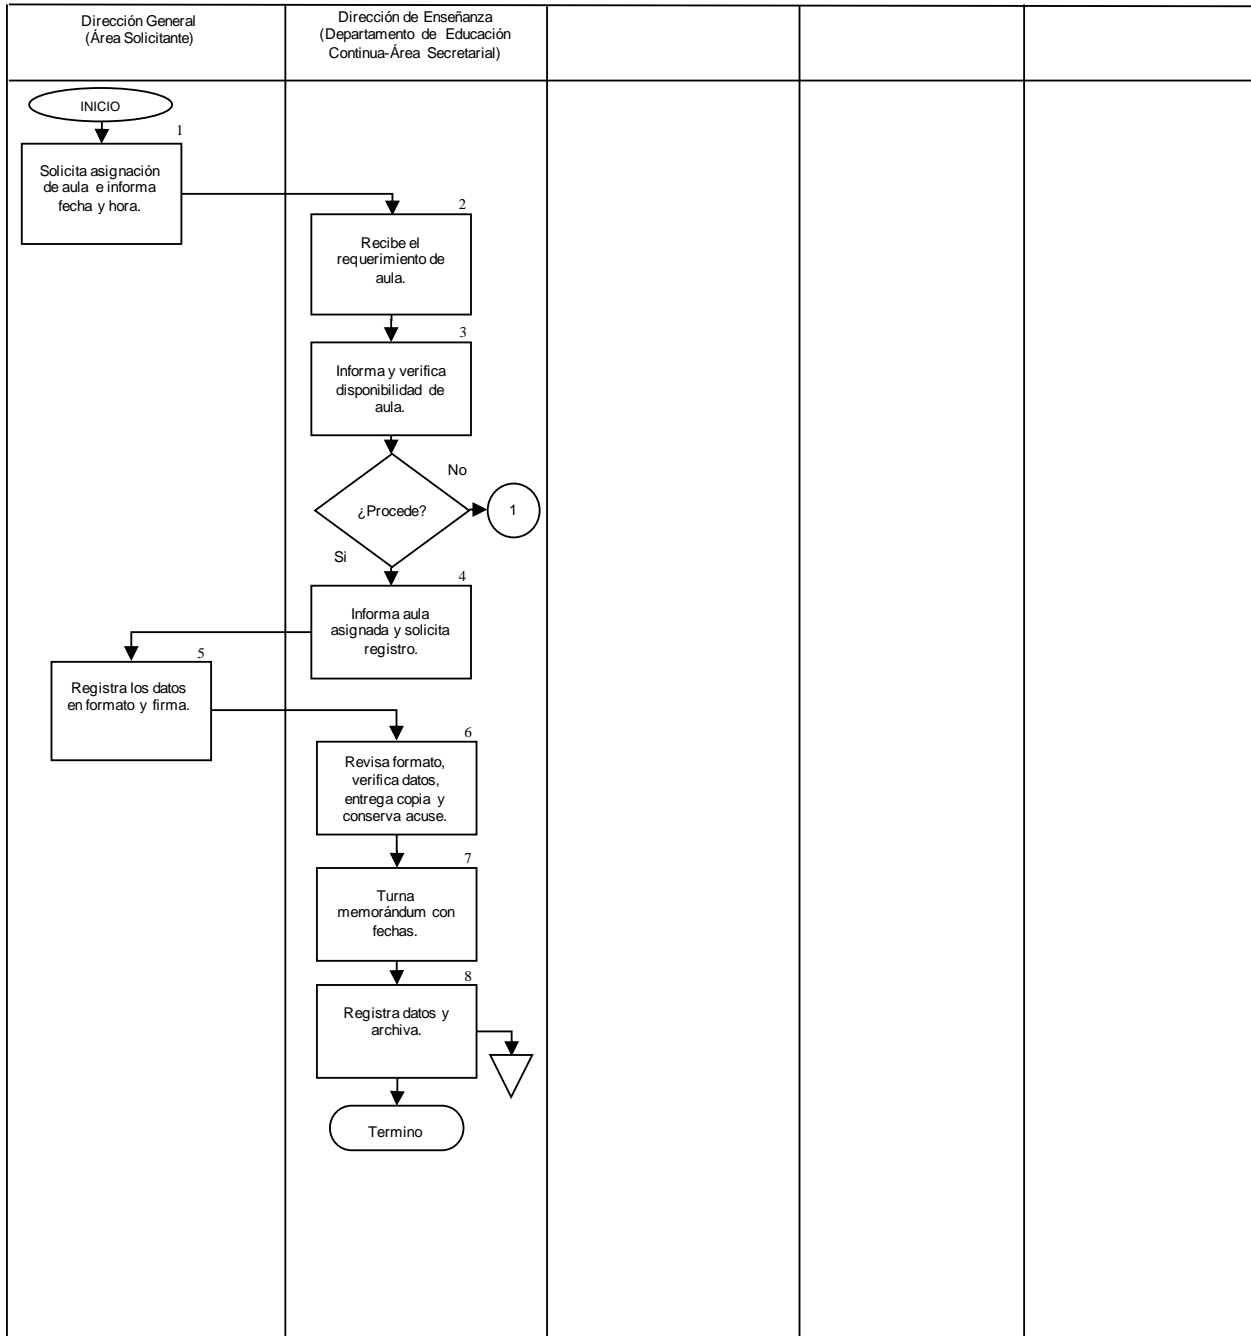 Dirección General
(Área Solicitante)
Dirección de Enseñanza
(Departamento de Educación
Continua-Área Secretarial)
INICIO
1
Solicita asignación
de aula e informa
fecha y hora.
2
Recibe el
requerimiento de
aula.
3
Informa y verifica
disponibilidad de
aula.
¿Procede?
No
1
Si
4
Informa aula
asignada y solicita
registro.
5
Registra los datos
en formato y firma.
6
Revisa formato,
verifica datos,
entrega copia y
conserva acuse.
7
Turna
memorándum con
fechas.
8
Registra datos y
archiva.
Termino